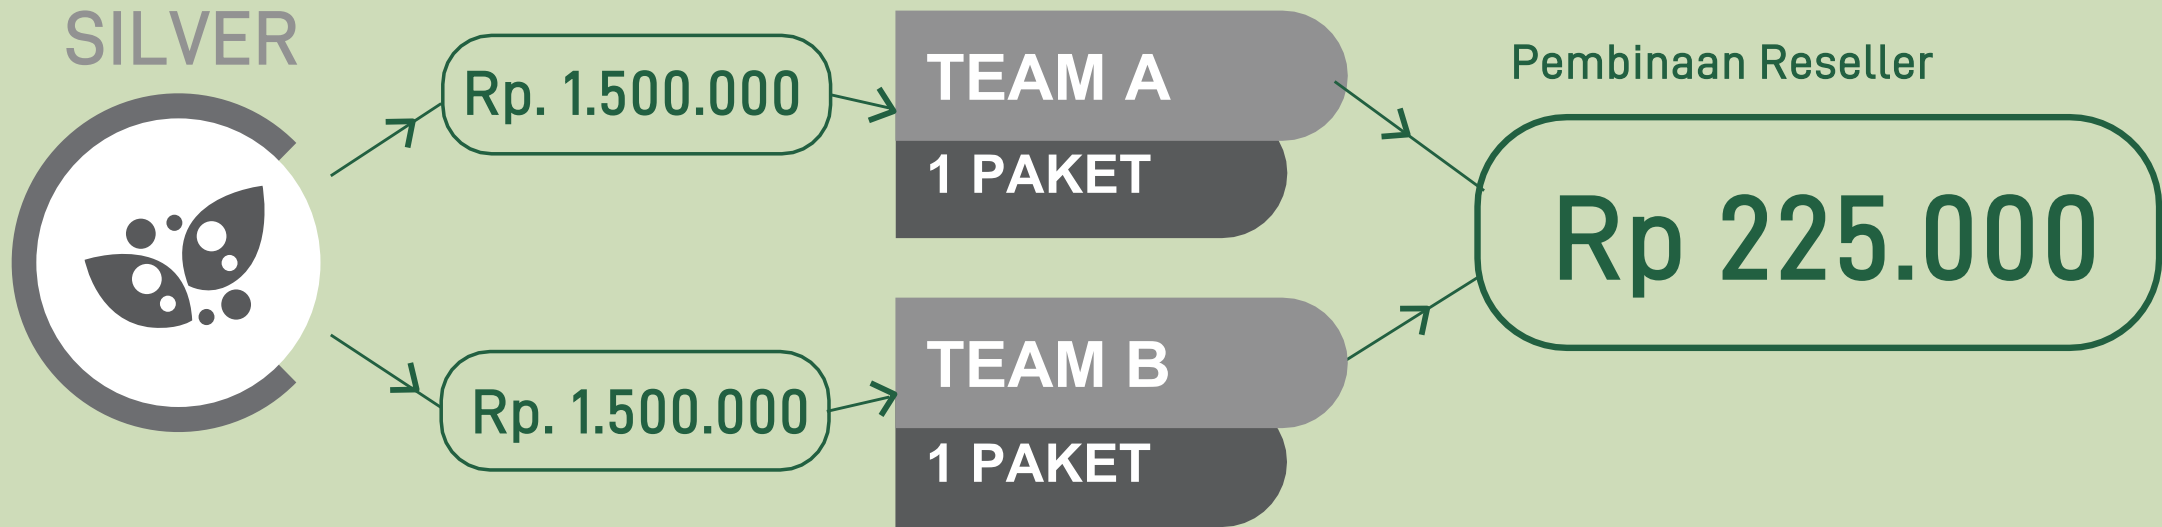 SILVER
Rp. 1.500.000
TEAM A
1 PAKET
Pembinaan Reseller
Rp 225.000
Rp. 1.500.000
TEAM B
1 PAKET